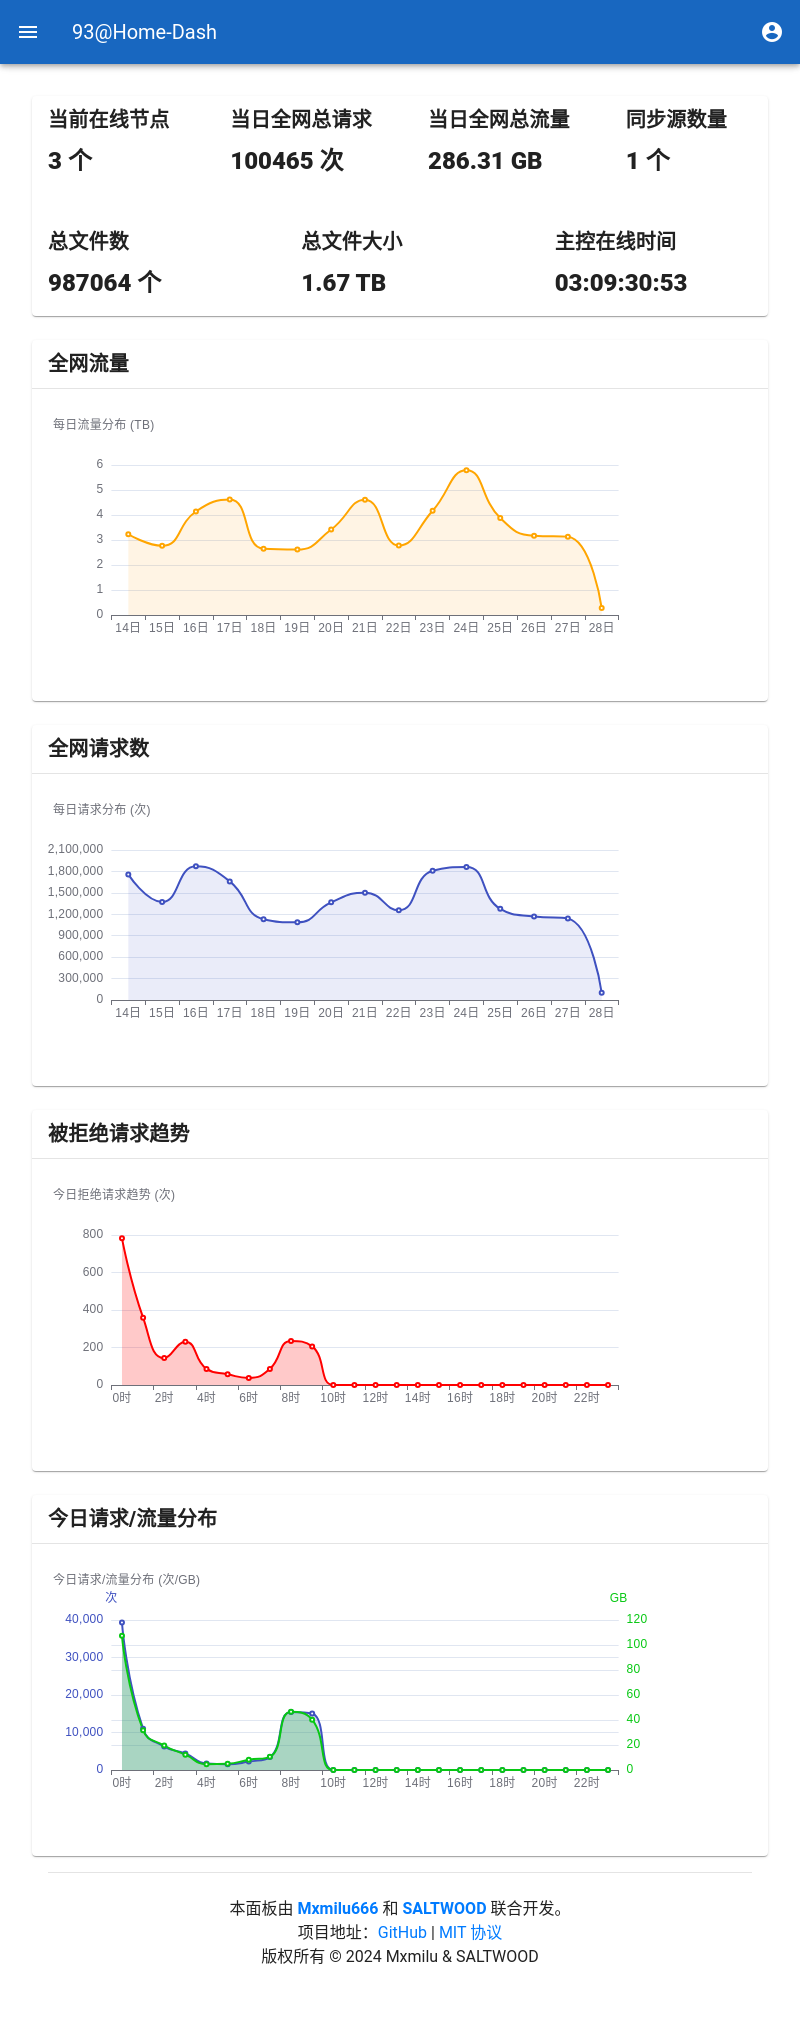 93@Home-Dash
当前在线节点 当日全网总请求 当日全网总流量 同步源数量
3 个 100465 次 286.31 GB 1 个
总文件数 总文件大小 主控在线时间
987064 个 1.67 TB 03:09:30:53
全网流量
每日流量分布 (TB)
6
5
4
3
2
1
0
14日 15日 16日 17日 18日 19日 20日 21日 22日 23日 24日 25日 26日 27日 28日
全网请求数
每日请求分布 (次)
2,100,000
1,800,000
1,500,000
1,200,000
900,000
600,000
300,000
0
14日 15日 16日 17日 18日 19日 20日 21日 22日 23日 24日 25日 26日 27日 28日
被拒绝请求趋势
今日拒绝请求趋势 (次)
800
600
400
200
0
0时 2时 4时 6时 8时 10时 12时 14时 16时 18时 20时 22时
今日请求/流量分布
今日请求/流量分布 (次/GB)
次 GB
40,000 120
100
30,000
80
20,000 60
40
10,000
20
0 0
0时 2时 4时 6时 8时 10时 12时 14时 16时 18时 20时 22时
本面板由 Mxmilu666 和 SALTWOOD 联合开发。
项目地址：GitHub | MIT 协议
版权所有 © 2024 Mxmilu & SALTWOOD